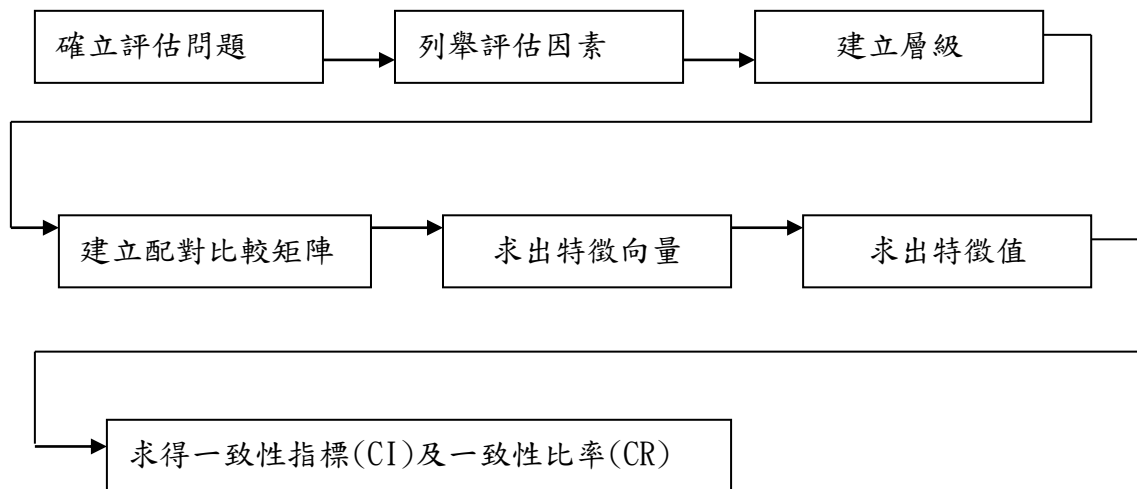 確立評估問題
列舉評估因素
建立層級
建立配對比較矩陣
求出特徵向量
求出特徵值
求得一致性指標(CI)及一致性比率(CR)